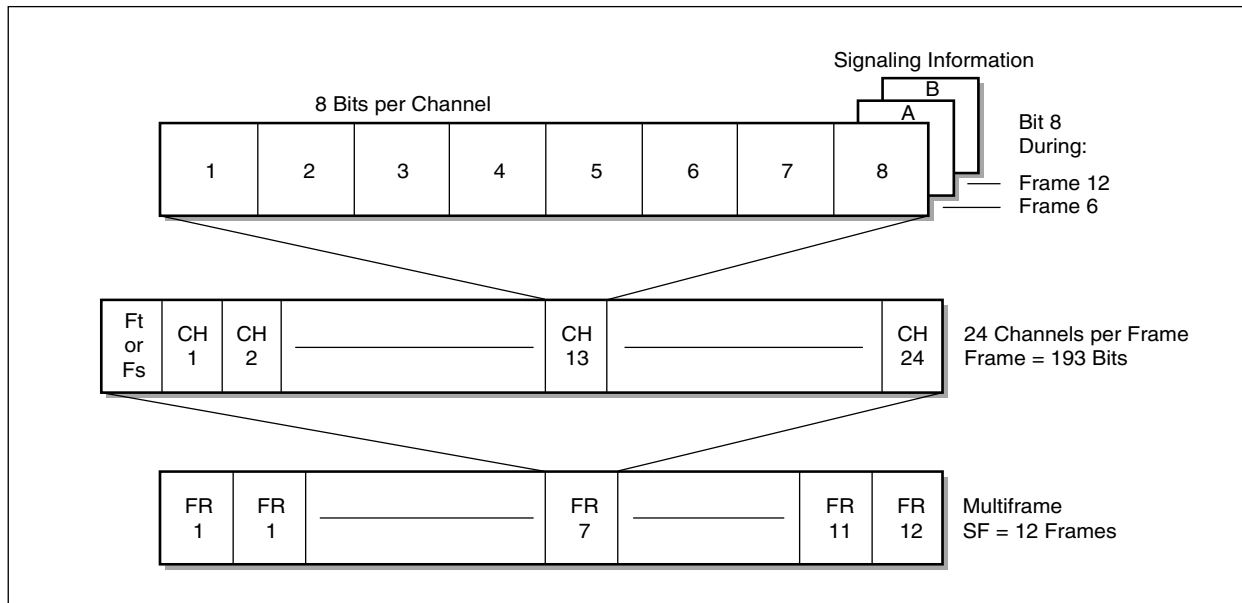 Signaling Information
8 Bits per Channel
B
A
1 2 3 4 5 6 7 8
Bit 8
During:
Frame 12
Frame 6
Ft
or
Fs
CH
1
CH
2
CH
13
CH
24
24 Channels per Frame
Frame = 193 Bits
FR
1
FR
1
FR
7
FR
11
FR
12
Multiframe
SF = 12 Frames